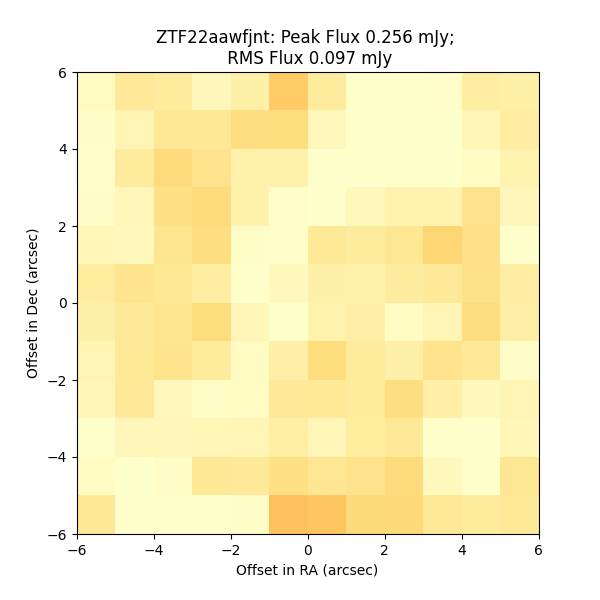 ZTF22aawfjnt: Peak Flux 0.256 mJy;
RMS Flux 0.097 mJy
6
4
2
0
−2
−4
−6
Offset in Dec (arcsec)
−6 −4 −2 0 2 4 6
Offset in RA (arcsec)